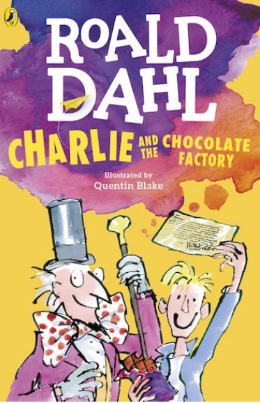 ROALD
DAHL
CHARLIE AND THE CHOCOLATE FACTORY
Illustrated by
Quentin Blake